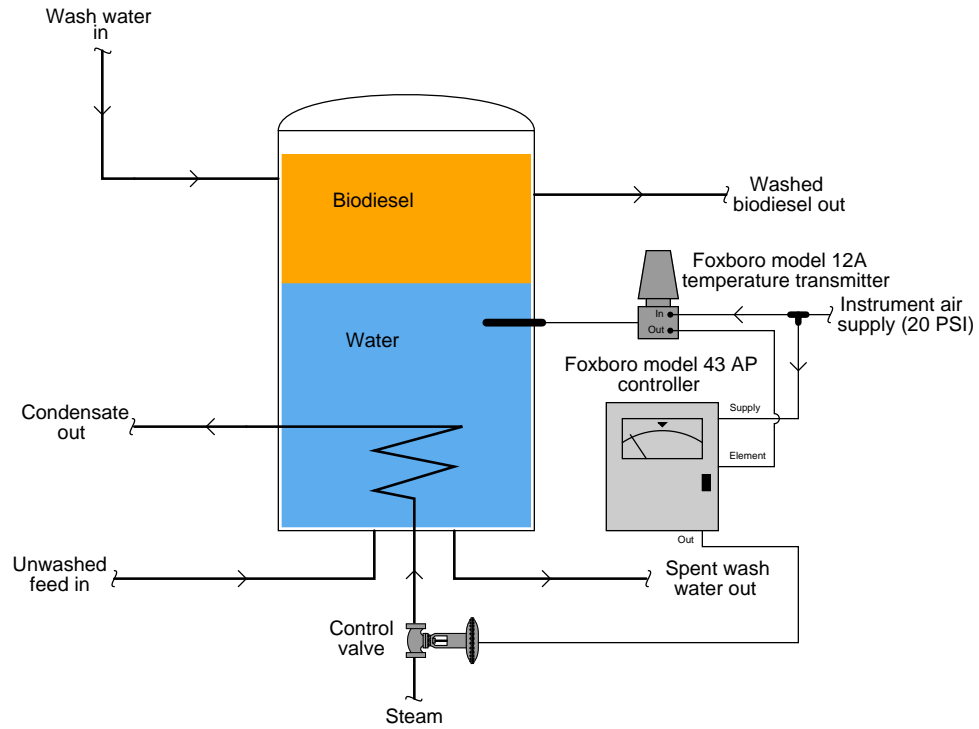 Wash water
in
Biodiesel
Washed
biodiesel out
Foxboro model 12A
temperature transmitter
In
Out
Instrument air
supply (20 PSI)
Water
Foxboro model 43 AP
controller
Supply
Element
Out
Condensate
out
Unwashed
feed in
Spent wash
water out
Control
valve
Steam